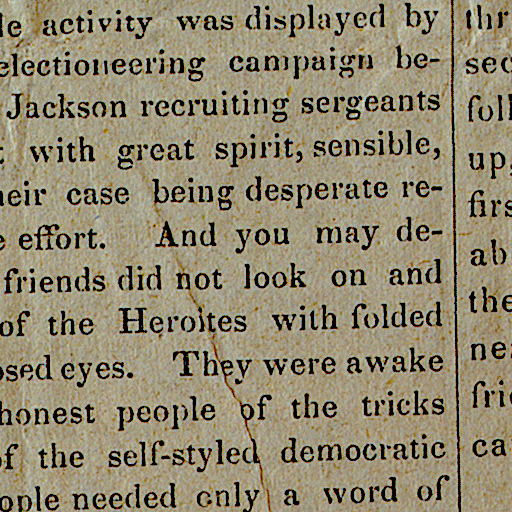 le activity was displayed by
electioneering campaign be-
Jackson recruiting sergeants
with great spirit, sensible,
heir case being desperate re-
e effort. And you may de-
friends did not look on and
of the Heroites with folded
osed eyes. They were awake
honest people of the tricks
of the self-styled democratic
ople needed only a word of
thr
sec
foll
up,
firs
ab
the
nea
frie
ca